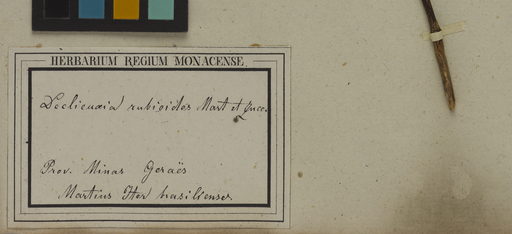 HERBARIUM REGIUM MONACENSE.
Declieuxia rubioides Mart et Zucc.
Prov. Minas Geraës
Martius Iter brasiliense